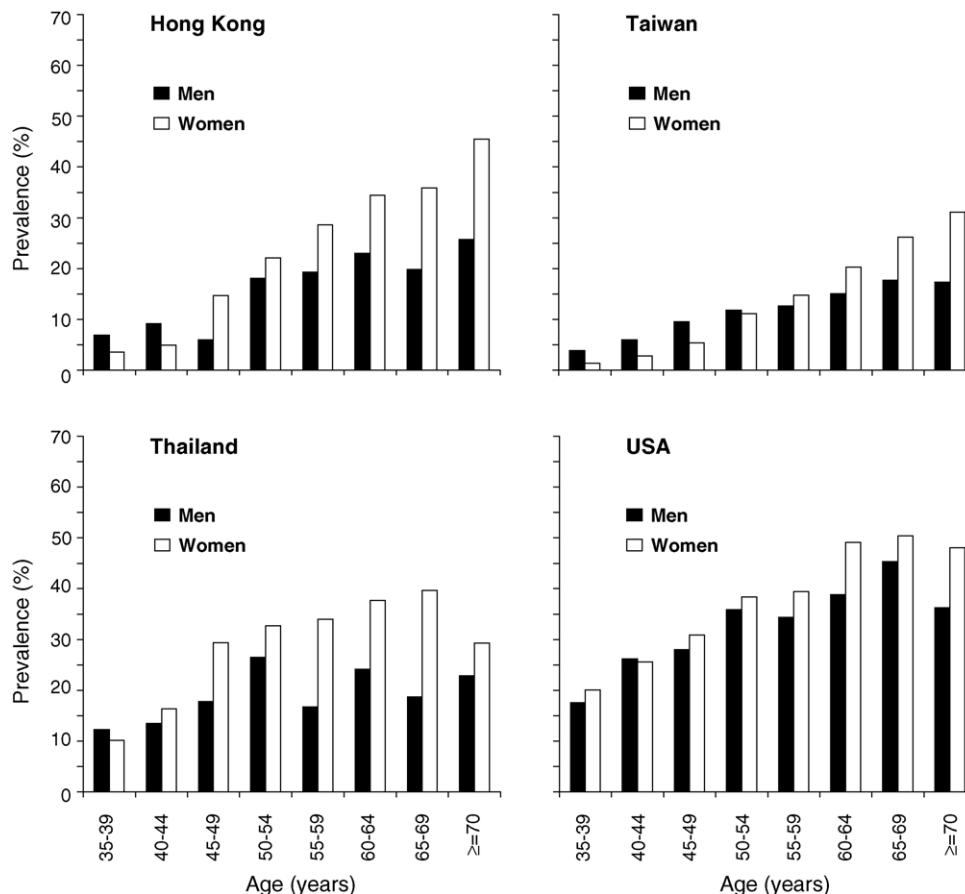 Hong Kong
Men
Women
Prevalence (%)
70
60
50
40
30
20
10
0
Taiwan
Men
Women
Thailand
Men
Women
Prevalence (%)
70
60
50
40
30
20
10
0
35-39
40-44
45-49
50-54
55-59
60-64
65-69
≥=70
Age (years)
USA
Men
Women
35-39
40-44
45-49
50-54
55-59
60-64
65-69
≥=70
Age (years)